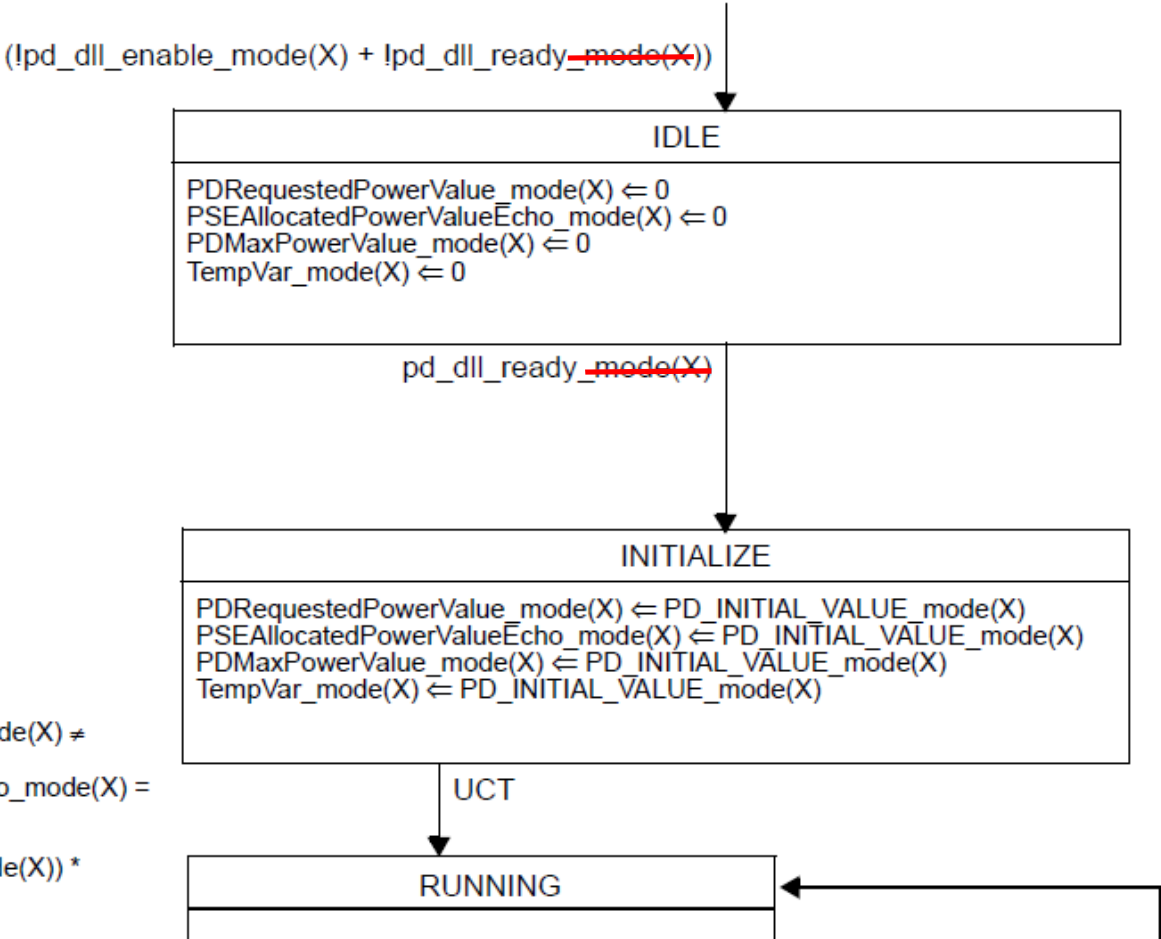 (!pd_dll_enable_mode(X) + !pd_dll_ready_mode(X))
IDLE
PDRequestedPowerValue_mode(X) ⇐ 0
PSEAllocatedPowerValueEcho_mode(X) ⇐ 0
PDMaxPowerValue_mode(X) ⇐ 0
TempVar_mode(X) ⇐ 0
pd_dll_ready_mode(X)
INITIALIZE
PDRequestedPowerValue_mode(X) ⇐ PD_INITIAL_VALUE_mode(X)
PSEAllocatedPowerValueEcho_mode(X) ⇐ PD_INITIAL_VALUE_mode(X)
PDMaxPowerValue_mode(X) ⇐ PD_INITIAL_VALUE_mode(X)
TempVar_mode(X) ⇐ PD_INITIAL_VALUE_mode(X)
de(X) ≠
o_mode(X) =
UCT
le(X)) *
RUNNING